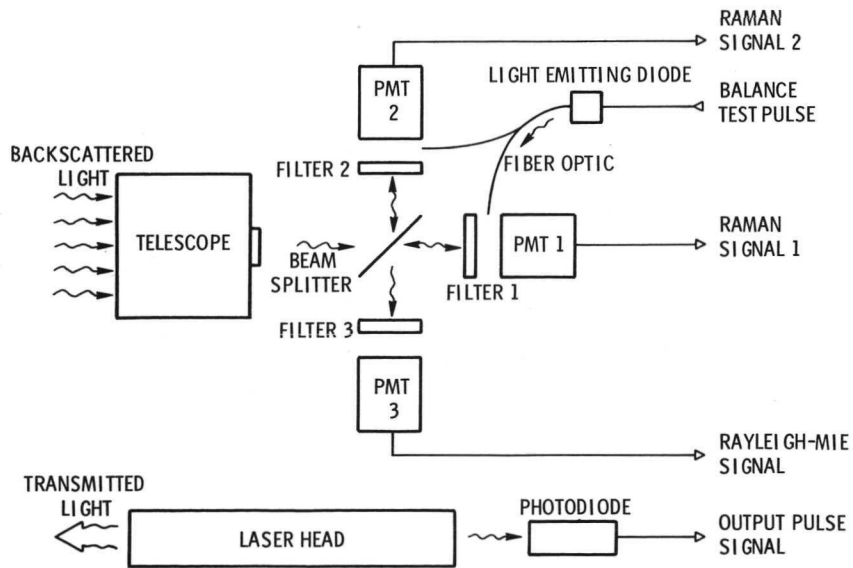 RAMAN
SIGNAL 2
LIGHT EMITTING DIODE
PMT
2
BALANCE
TEST PULSE
BACKSCATTERED
LIGHT
FILTER 2
FIBER OPTIC
TELESCOPE
BEAM
SPLITTER
PMT 1
RAMAN
SIGNAL 1
FILTER 1
FILTER 3
PMT
3
RAYLEIGH-MIE
SIGNAL
TRANSMITTED
LIGHT
LASER HEAD
PHOTODIODE
OUTPUT PULSE
SIGNAL